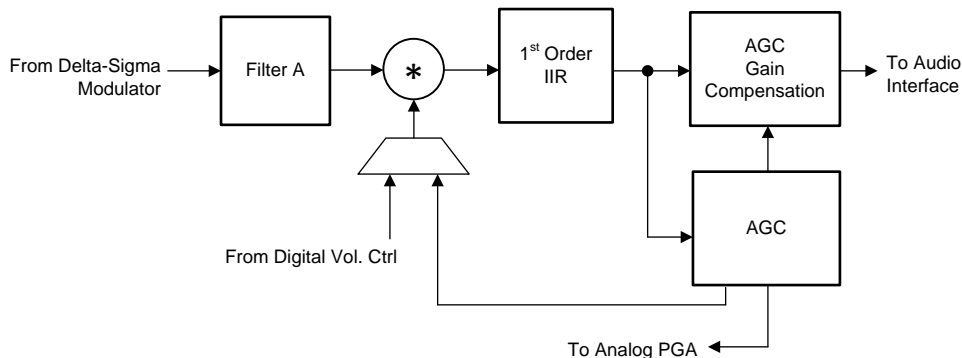 From Delta-Sigma
Modulator
Filter A
*
1st Order
IIR
AGC
Gain
Compensation
To Audio
Interface
AGC
From Digital Vol. Ctrl
To Analog PGA